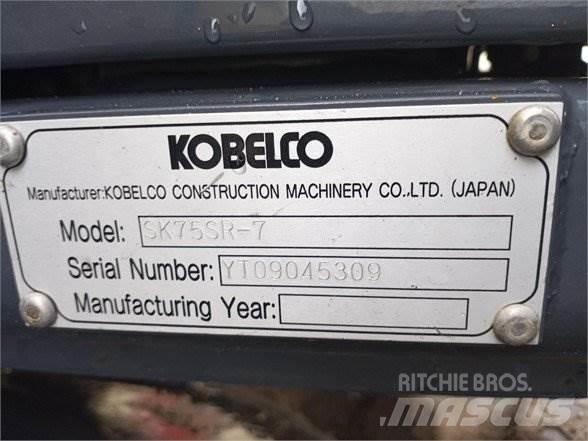 KOBELCO
Manufacturer:KOBELCO CONSTRUCTION MACHINERY CO.,LTD. (JAPAN)
Model: SK75SR-7
Serial Number: YT09045309
Manufacturing Year:
RITCHIE BROS.
MASCUS